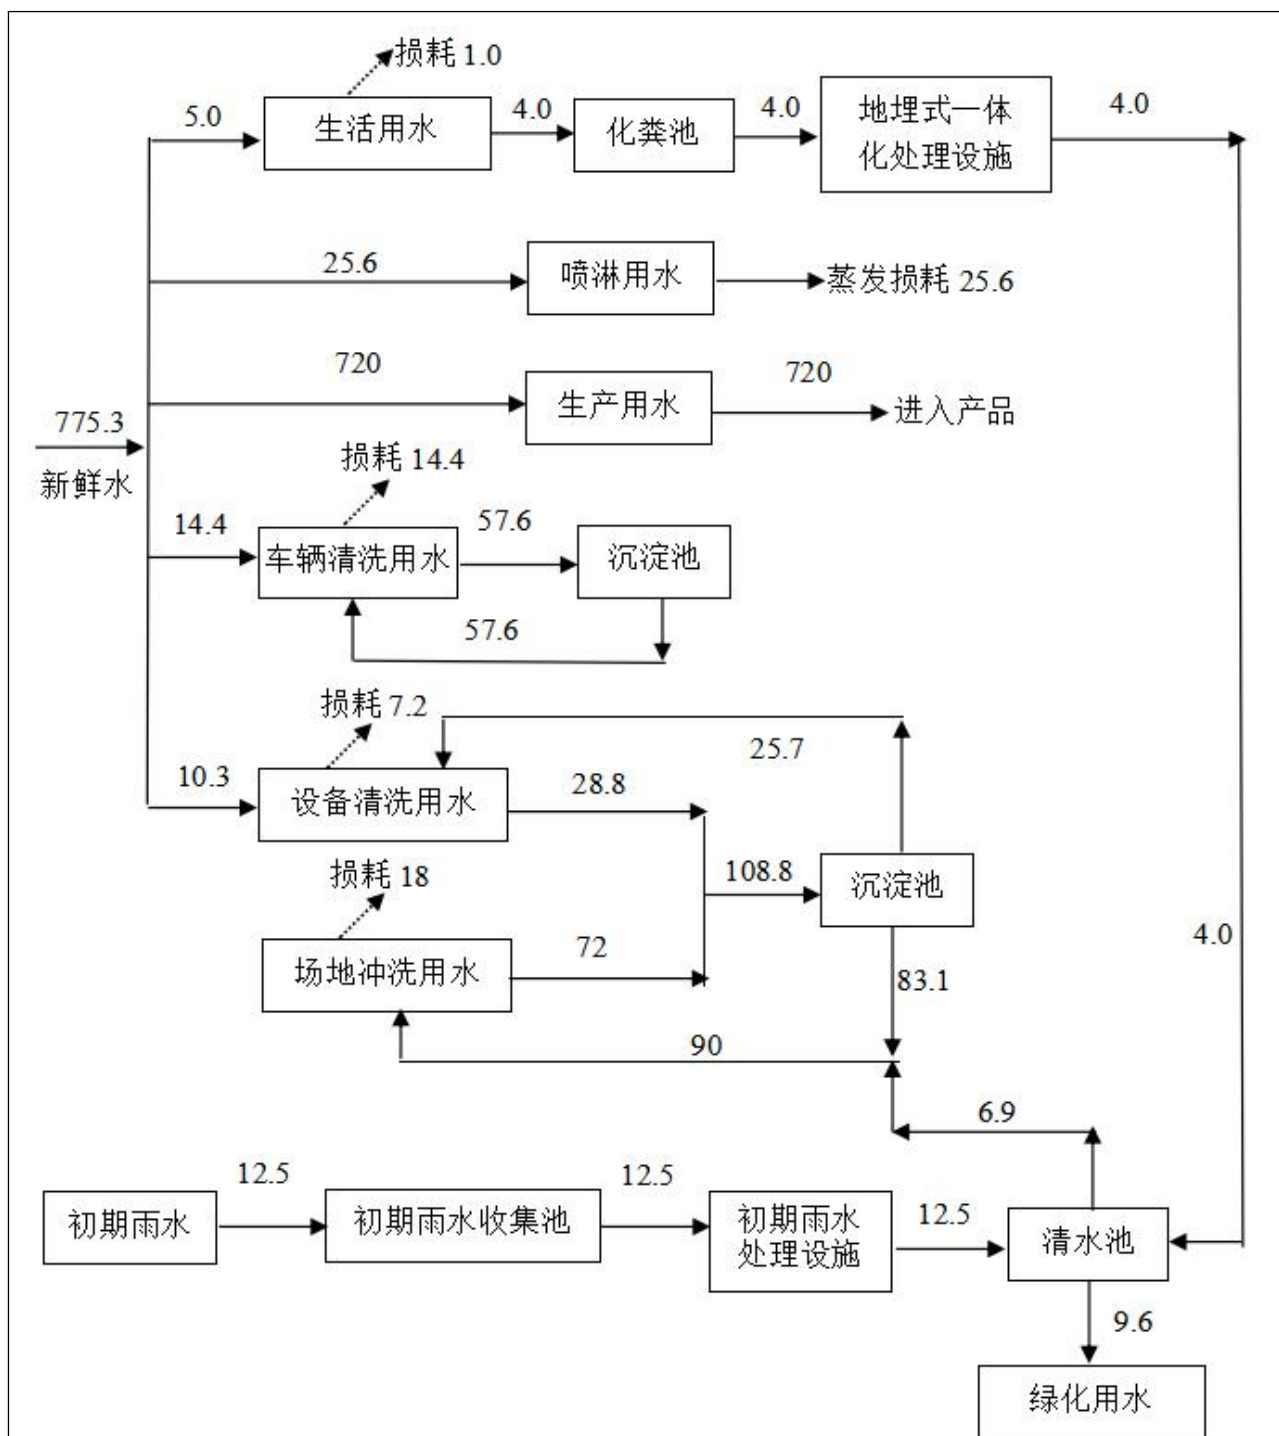 损耗 1.0
5.0
生活用水
4.0
化粪池
4.0
地埋式一体
化处理设施
4.0
25.6
喷淋用水
蒸发损耗 25.6
720
生产用水
720
进入产品
775.3
新鲜水
损耗 14.4
14.4
车辆清洗用水
57.6
沉淀池
57.6
损耗 7.2
25.7
10.3
设备清洗用水
28.8
损耗 18
108.8
沉淀池
场地冲洗用水
72
83.1
4.0
90
6.9
初期雨水
12.5
初期雨水收集池
12.5
初期雨水
处理设施
12.5
清水池
9.6
绿化用水